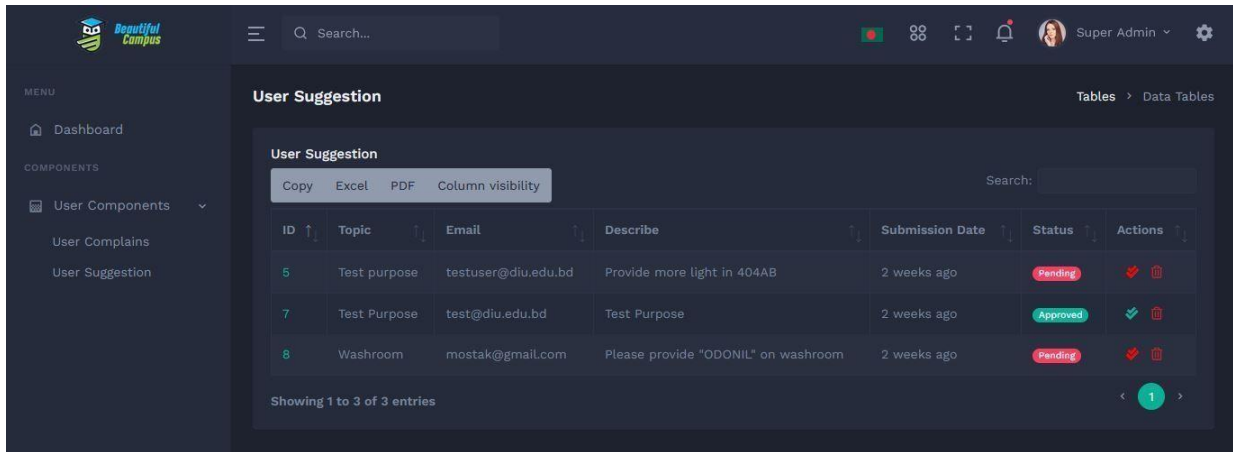 Beautiful
Campus
Search...
Super Admin
MENU
Dashboard
COMPONENTS
User Components
User Complains
User Suggestion
User Suggestion
Tables > Data Tables
User Suggestion
Copy Excel PDF Column visibility
Search:
ID Topic Email Describe Submission Date Status Actions
5 Test purpose testuser@diu.edu.bd Provide more light in 404AB 2 weeks ago Pending
7 Test Purpose test@diu.edu.bd Test Purpose 2 weeks ago Approved
8 Washroom mostak@gmail.com Please provide "ODONIL" on washroom 2 weeks ago Pending
Showing 1 to 3 of 3 entries
‹ 1 ›